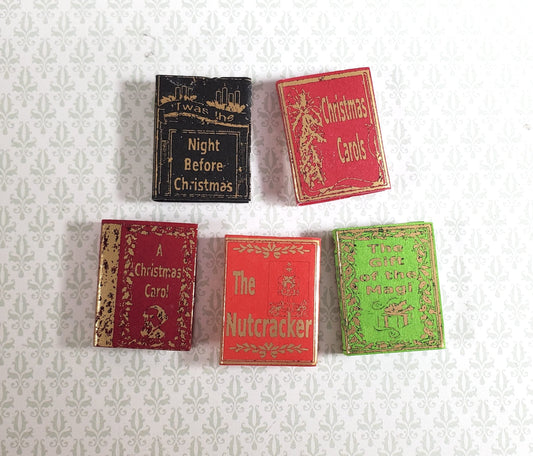 'Twas the
Night
Before
Christmas
Christmas
Carols
A
Christmas
Carol
The
Nutcracker
The
Gift
of the
Magi